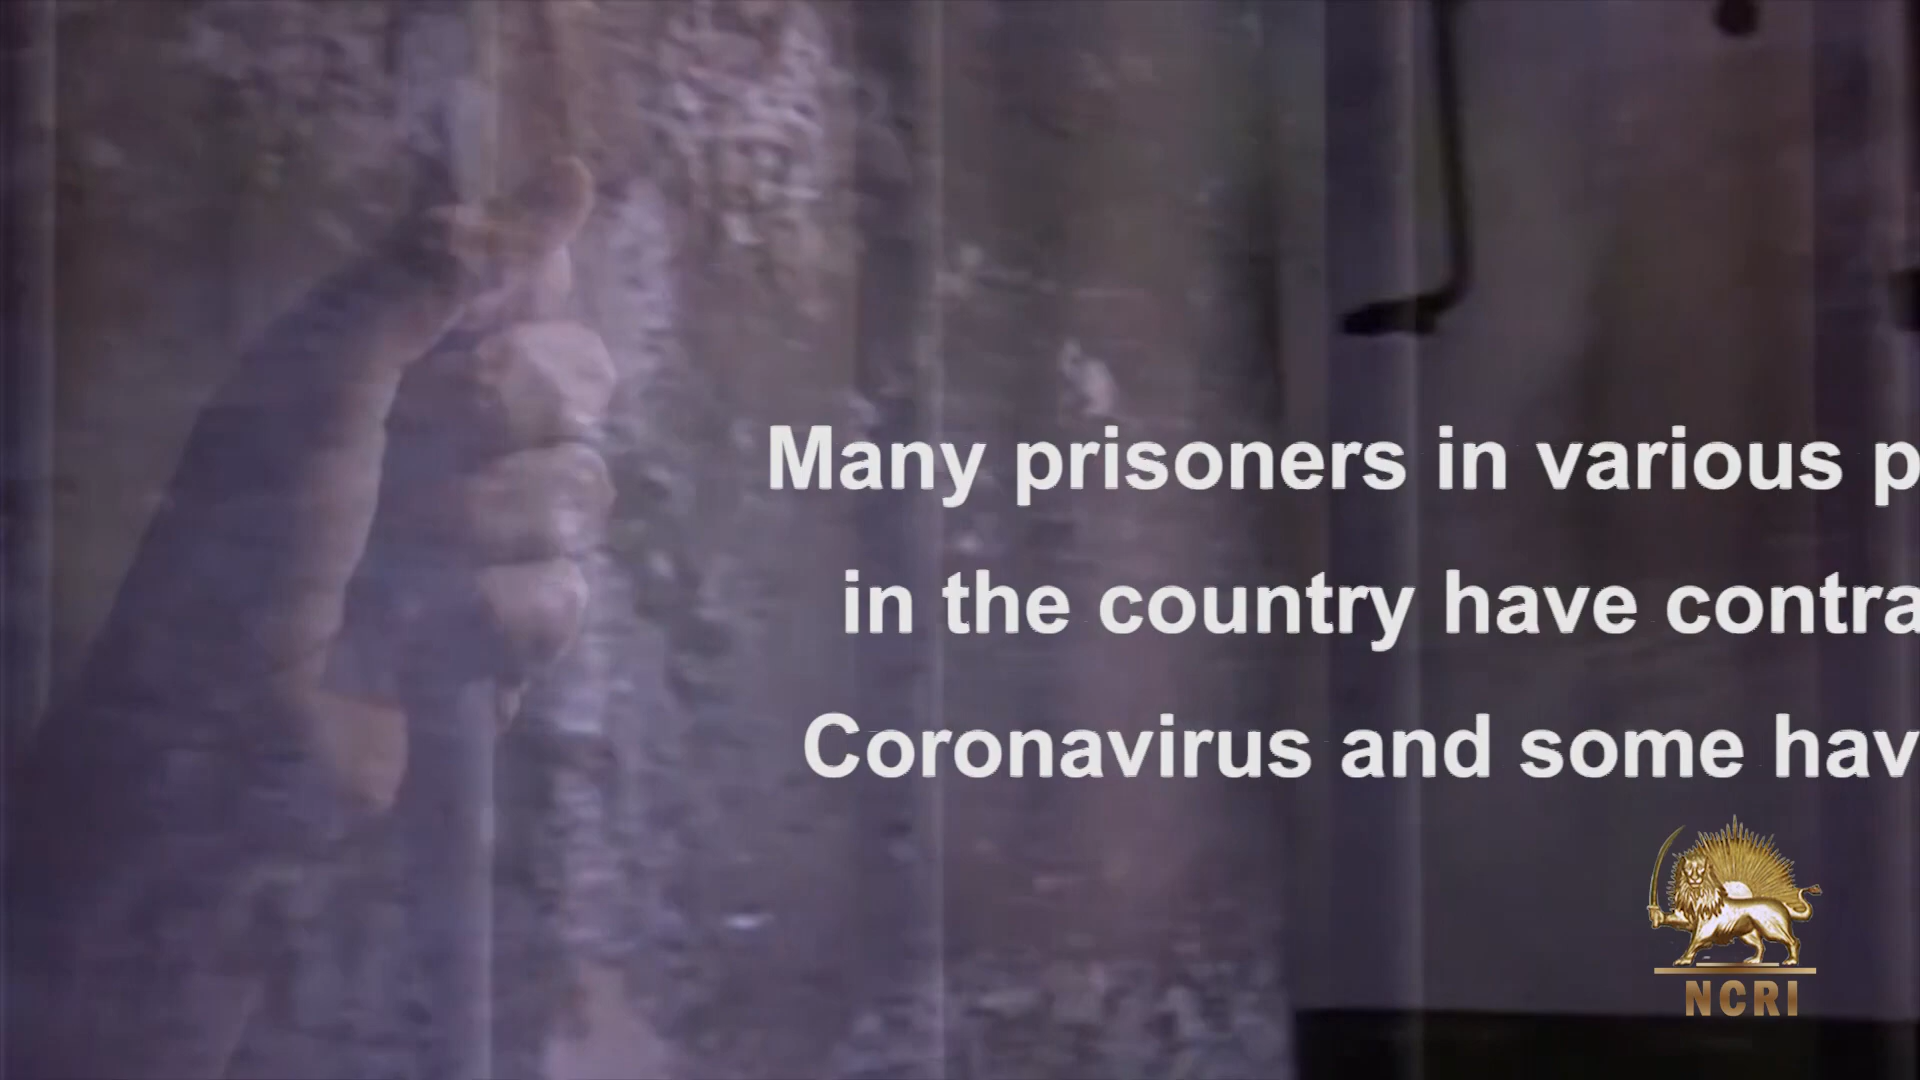 Many prisoners in various p
in the country have contra
Coronavirus and some hav
NCRI